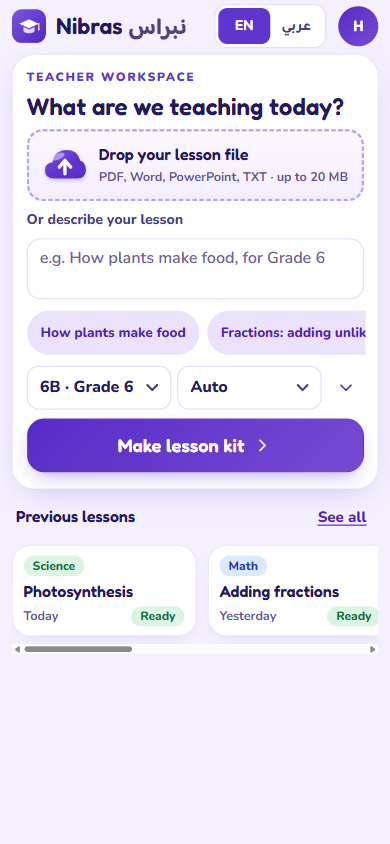 Nibras نبراس
EN
عربي
H
TEACHER WORKSPACE
What are we teaching today?
Drop your lesson file
PDF, Word, PowerPoint, TXT · up to 20 MB
Or describe your lesson
e.g. How plants make food, for Grade 6
How plants make food
Fractions: adding unlik
6B · Grade 6
Auto
Make lesson kit
Previous lessons
See all
Science
Photosynthesis
Today
Ready
Math
Adding fractions
Yesterday
Ready